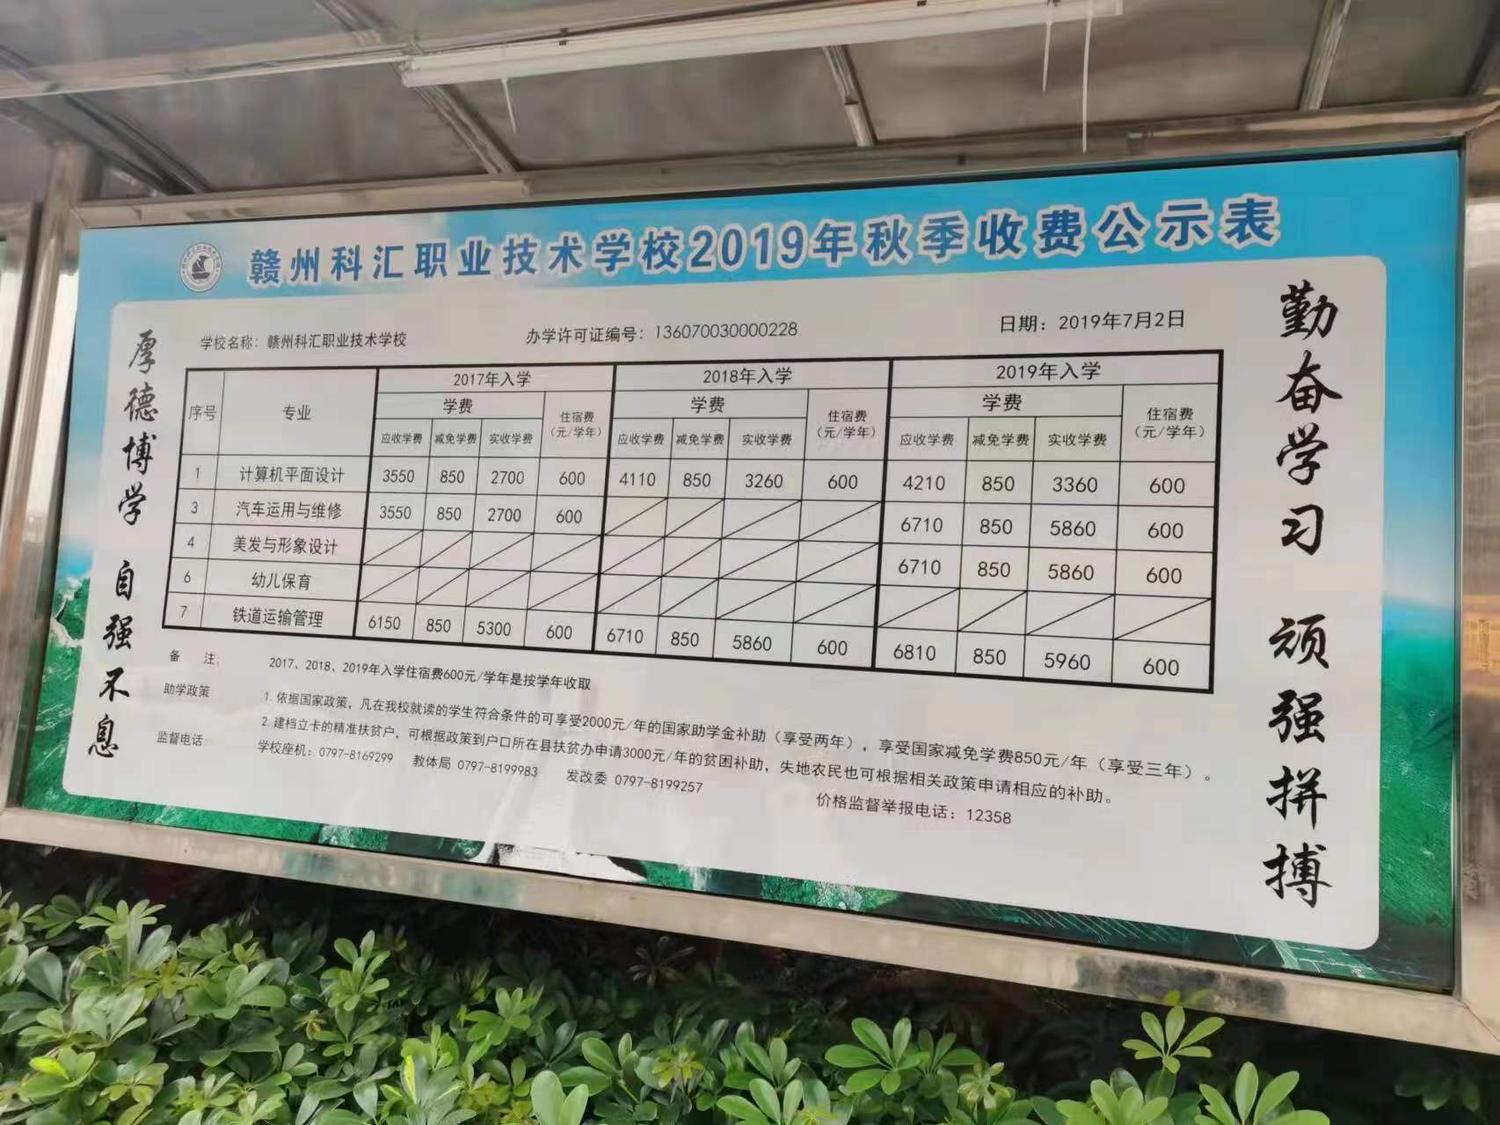 赣州科汇职业技术学校2019年秋季收费公示表
厚德博学 自强不息
勤奋学习 顽强拼搏
学校名称：赣州科汇职业技术学校 办学许可证编号：136070030000228 日期：2019年7月2日
序号 专业 2017年入学 2018年入学 2019年入学
学费 住宿费（元/学年） 学费 住宿费（元/学年） 学费 住宿费（元/学年）
应收学费 减免学费 实收学费 应收学费 减免学费 实收学费 应收学费 减免学费 实收学费
1 计算机平面设计 3550 850 2700 600 4110 850 3260 600 4210 850 3360 600
3 汽车运用与维修 3550 850 2700 600 6710 850 5860 600
4 美发与形象设计 6710 850 5860 600
6 幼儿保育
7 铁道运输管理 6150 850 5300 600 6710 850 5860 600 6810 850 5960 600
备 注： 2017、2018、2019年入学住宿费600元/学年是按学年收取
助学政策 1.依据国家政策，凡在我校就读的学生符合条件的可享受2000元/年的国家助学金补助（享受两年），享受国家减免学费850元/年（享受三年）。
2.建档立卡的精准扶贫户，可根据政策到户口所在县扶贫办申请3000元/年的贫困补助，失地农民也可根据相关政策申请相应的补助。
监督电话： 学校座机：0797-8169299 教体局 0797-8199983 发改委 0797-8199257 价格监督举报电话：12358